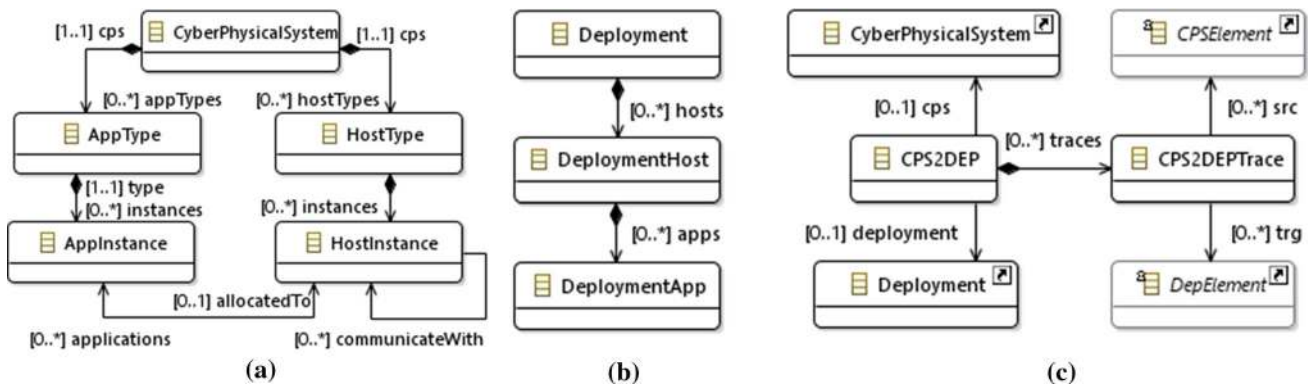 CyberPhysicalSystem
[1..1] cps
[1..1] cps
[0..*] appTypes
[0..*] hostTypes
AppType
HostType
[1..1] type
[0..*] instances
[0..*] instances
AppInstance
HostInstance
[0..1] allocatedTo
[0..*] applications
[0..*] communicateWith
(a)
Deployment
[0..*] hosts
DeploymentHost
[0..*] apps
DeploymentApp
(b)
CyberPhysicalSystem
CPSElement
[0..1] cps
[0..*] src
[0..*] traces
CPS2DEP
CPS2DEPTrace
[0..1] deployment
[0..*] trg
Deployment
DepElement
(c)